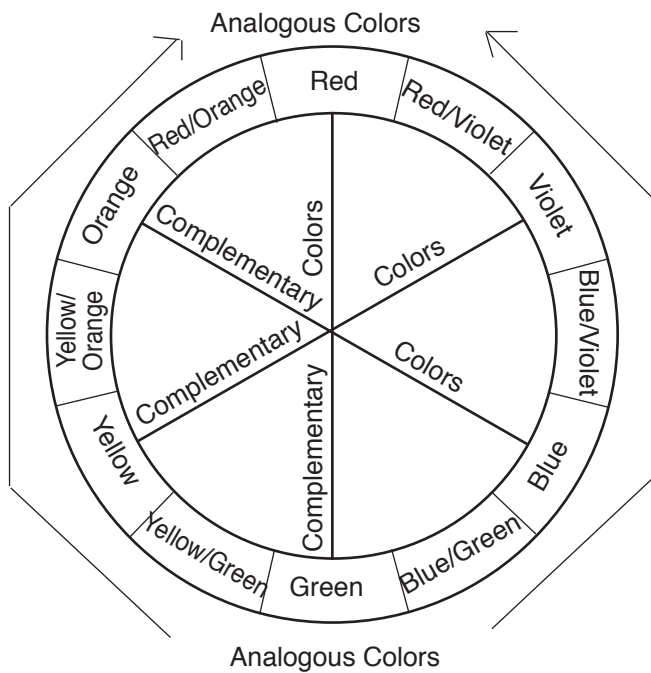 Analogous Colors
Red
Red/Violet
Violet
Blue/Violet
Blue
Blue/Green
Green
Yellow/Green
Yellow
Yellow/
Orange
Orange
Red/Orange
Complementary
Colors
Colors
Complementary
Colors
Complementary
Analogous Colors